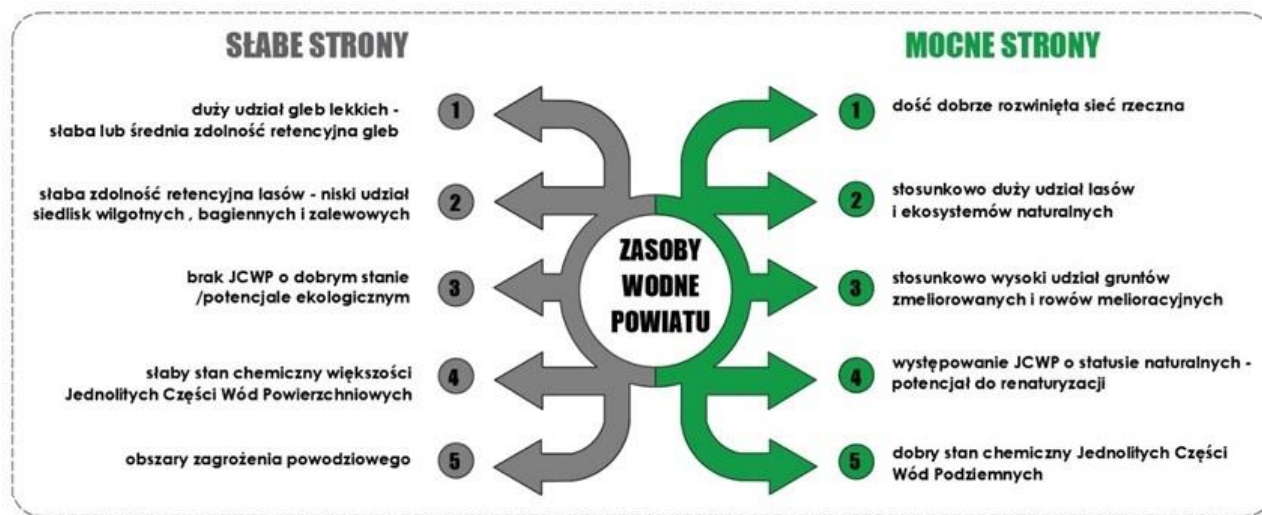 SŁABE STRONY
duży udział gleb lekkich -
słaba lub średnia zdolność retencyjna gleb
1
słaba zdolność retencyjna lasów - niski udział
siedlisk wilgotnych , bagiennych i zalewowych
2
brak JCWP o dobrym stanie
/potencjale ekologicznym
3
słaby stan chemiczny większości
Jednolitych Części Wód Powierzchniowych
4
obszary zagrożenia powodziowego
5
ZASOBY
WODNE
POWIATU
MOCNE STRONY
1
dość dobrze rozwinięta sieć rzeczna
2
stosunkowo duży udział lasów
i ekosystemów naturalnych
3
stosunkowo wysoki udział gruntów
zmeliorowanych i rowów melioracyjnych
4
występowanie JCWP o statusie naturalnych -
potencjał do renaturyzacji
5
dobry stan chemiczny Jednolitych Części
Wód Podziemnych